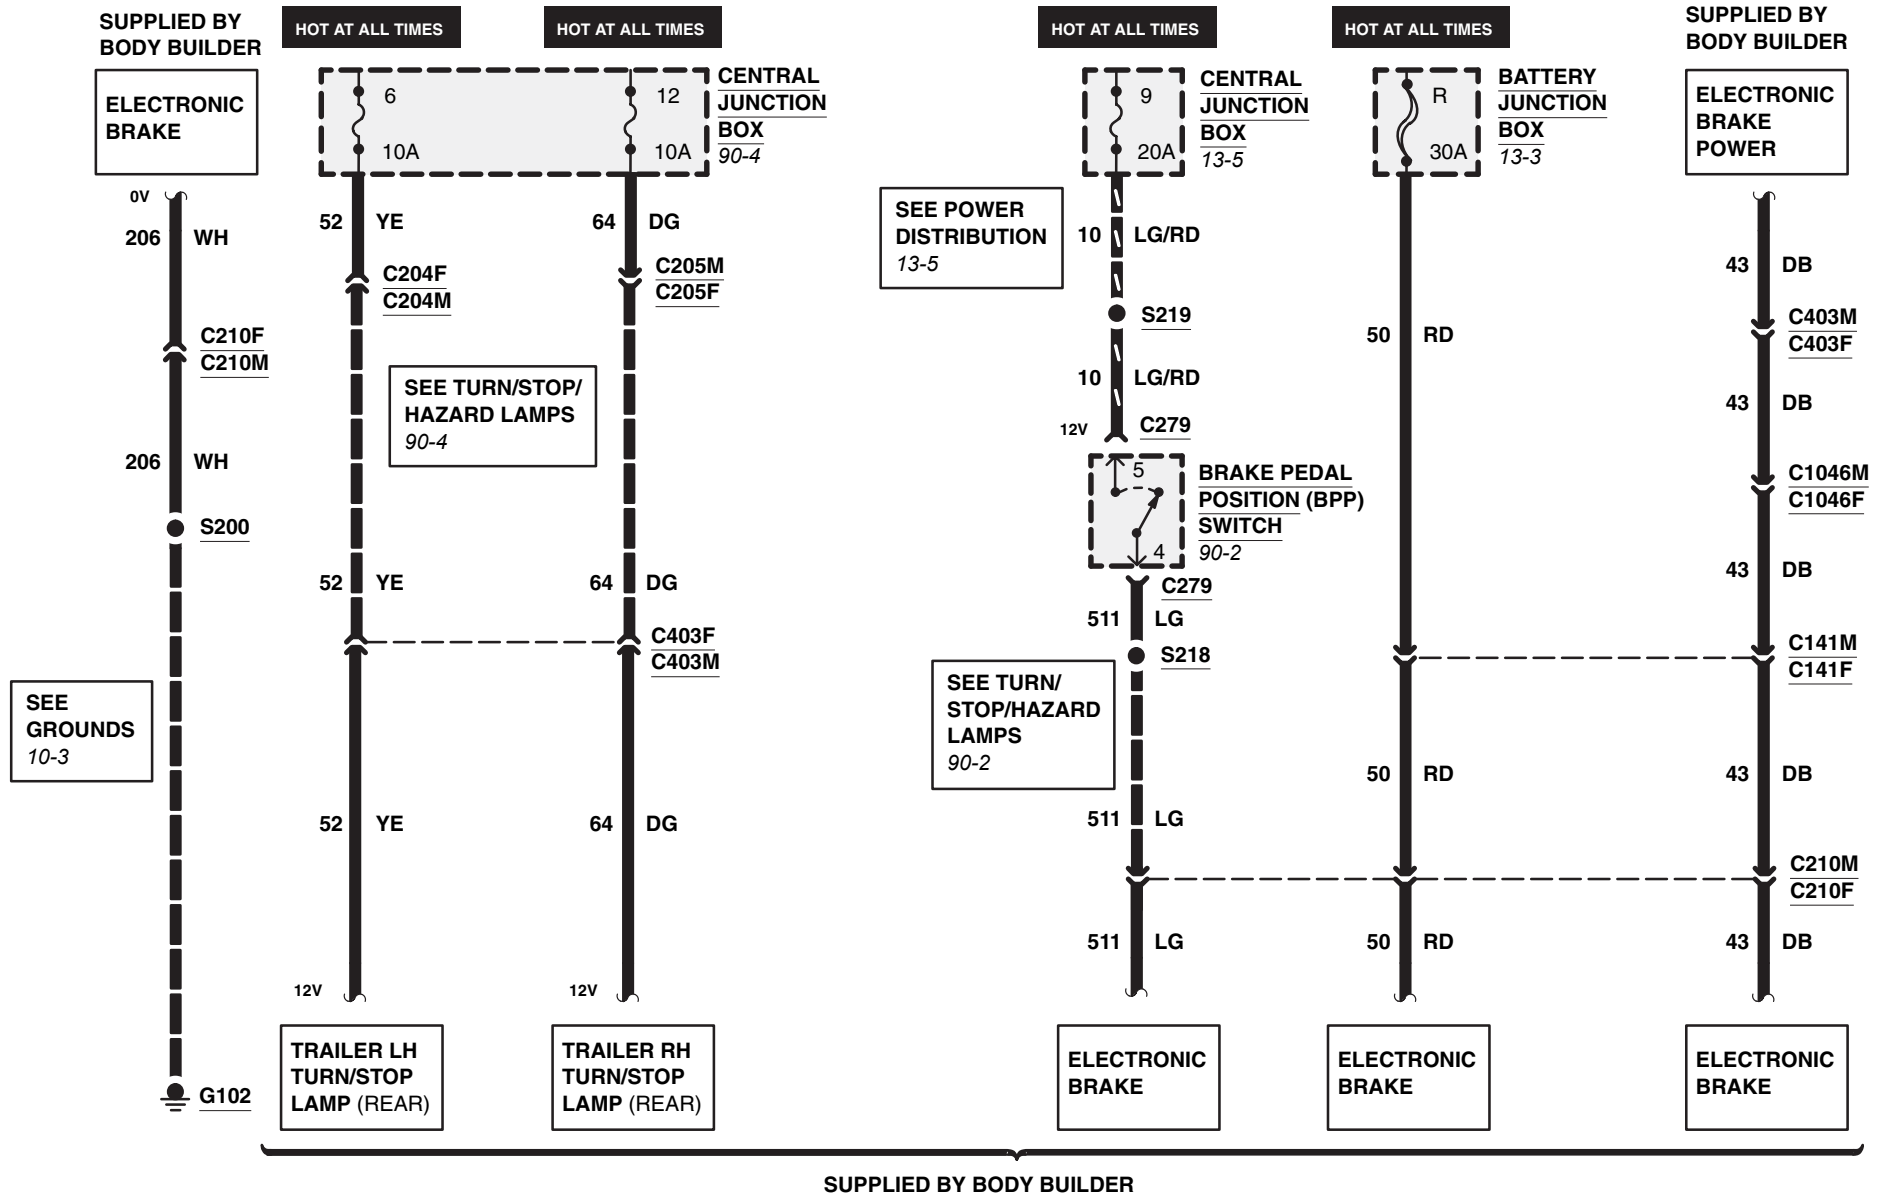 SUPPLIED BY
BODY BUILDER
ELECTRONIC
BRAKE
0V
206 WH
C210F
C210M
206 WH
S200
SEE
GROUNDS
10-3
G102
HOT AT ALL TIMES
HOT AT ALL TIMES
6
10A
12
10A
CENTRAL
JUNCTION
BOX
90-4
52 YE
64 DG
C204F
C204M
C205M
C205F
SEE TURN/STOP/
HAZARD LAMPS
90-4
52 YE
64 DG
C403F
C403M
52 YE
64 DG
12V
12V
TRAILER LH
TURN/STOP
LAMP (REAR)
TRAILER RH
TURN/STOP
LAMP (REAR)
HOT AT ALL TIMES
9
20A
CENTRAL
JUNCTION
BOX
13-5
SEE POWER
DISTRIBUTION
13-5
10 LG/RD
S219
10 LG/RD
12V
C279
5
4
BRAKE PEDAL
POSITION (BPP)
SWITCH
90-2
C279
511 LG
S218
SEE TURN/
STOP/HAZARD
LAMPS
90-2
511 LG
511 LG
ELECTRONIC
BRAKE
HOT AT ALL TIMES
R
30A
BATTERY
JUNCTION
BOX
13-3
50 RD
50 RD
50 RD
ELECTRONIC
BRAKE
SUPPLIED BY
BODY BUILDER
ELECTRONIC
BRAKE
POWER
43 DB
C403M
C403F
43 DB
C1046M
C1046F
43 DB
C141M
C141F
43 DB
C210M
C210F
43 DB
ELECTRONIC
BRAKE
SUPPLIED BY BODY BUILDER